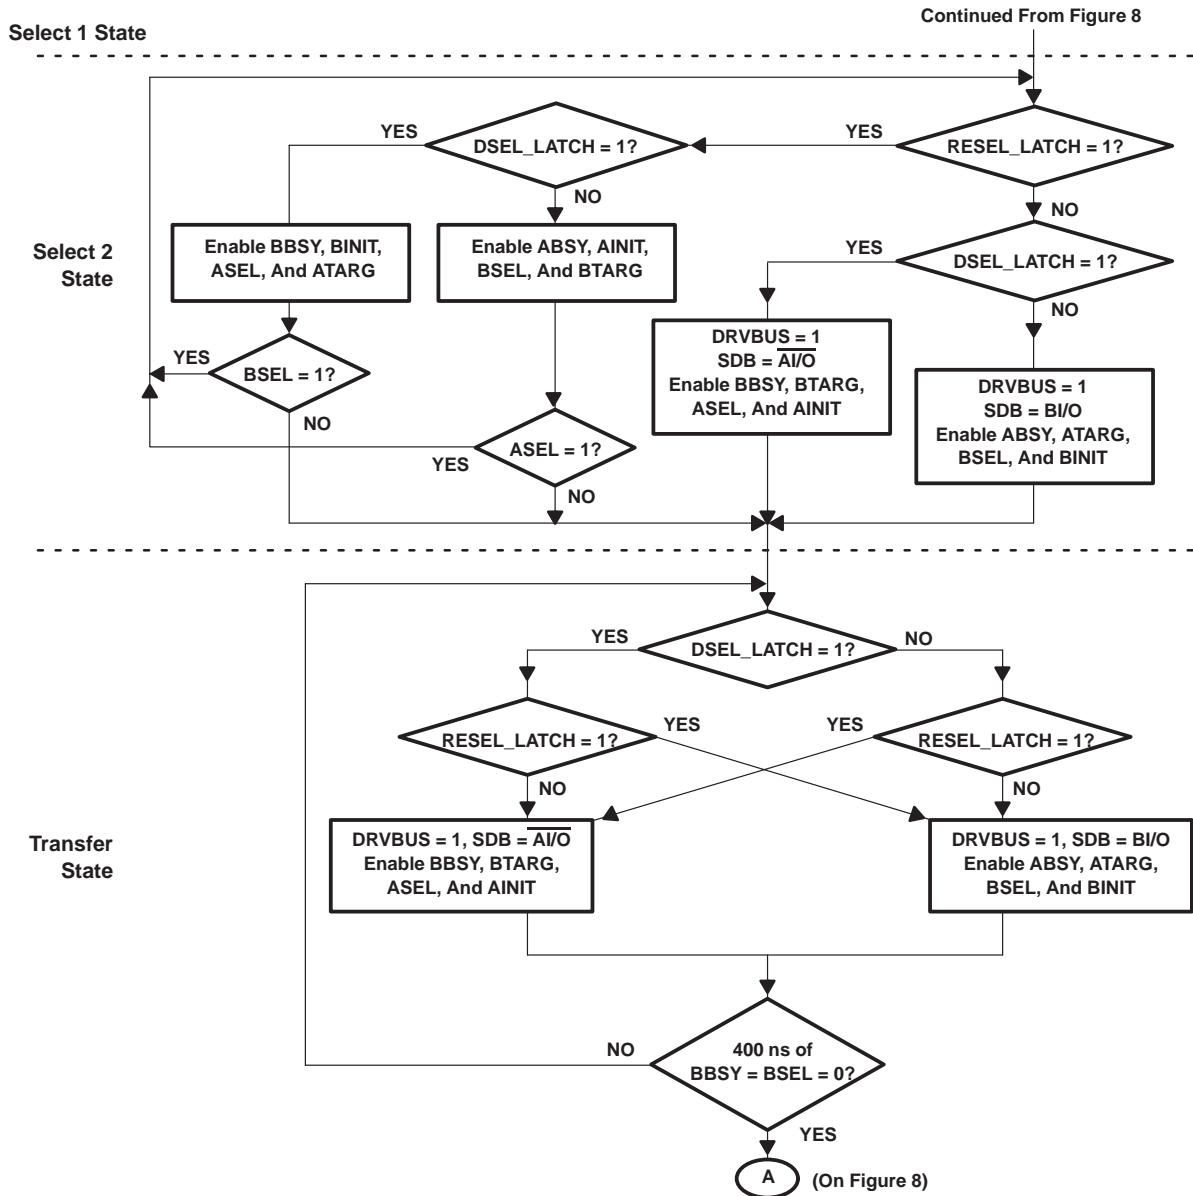 Continued From Figure 8
Select 1 State
YES
DSEL_LATCH = 1?
YES
RESEL_LATCH = 1?
NO
NO
Select 2
State
Enable BBSY, BINIT,
ASEL, And ATARG
Enable ABSY, AINIT,
BSEL, And BTARG
YES
DSEL_LATCH = 1?
NO
DRVBUS = 1
SDB = A̅I̅/̅O̅
Enable BBSY, BTARG,
ASEL, And AINIT
YES
BSEL = 1?
NO
DRVBUS = 1
SDB = BI/O
Enable ABSY, ATARG,
BSEL, And BINIT
YES
ASEL = 1?
NO
YES
DSEL_LATCH = 1?
NO
RESEL_LATCH = 1?
YES
YES
RESEL_LATCH = 1?
NO
NO
Transfer
State
DRVBUS = 1, SDB = A̅I̅/̅O̅
Enable BBSY, BTARG,
ASEL, And AINIT
DRVBUS = 1, SDB = BI/O
Enable ABSY, ATARG,
BSEL, And BINIT
NO
400 ns of
BBSY = BSEL = 0?
YES
A
(On Figure 8)